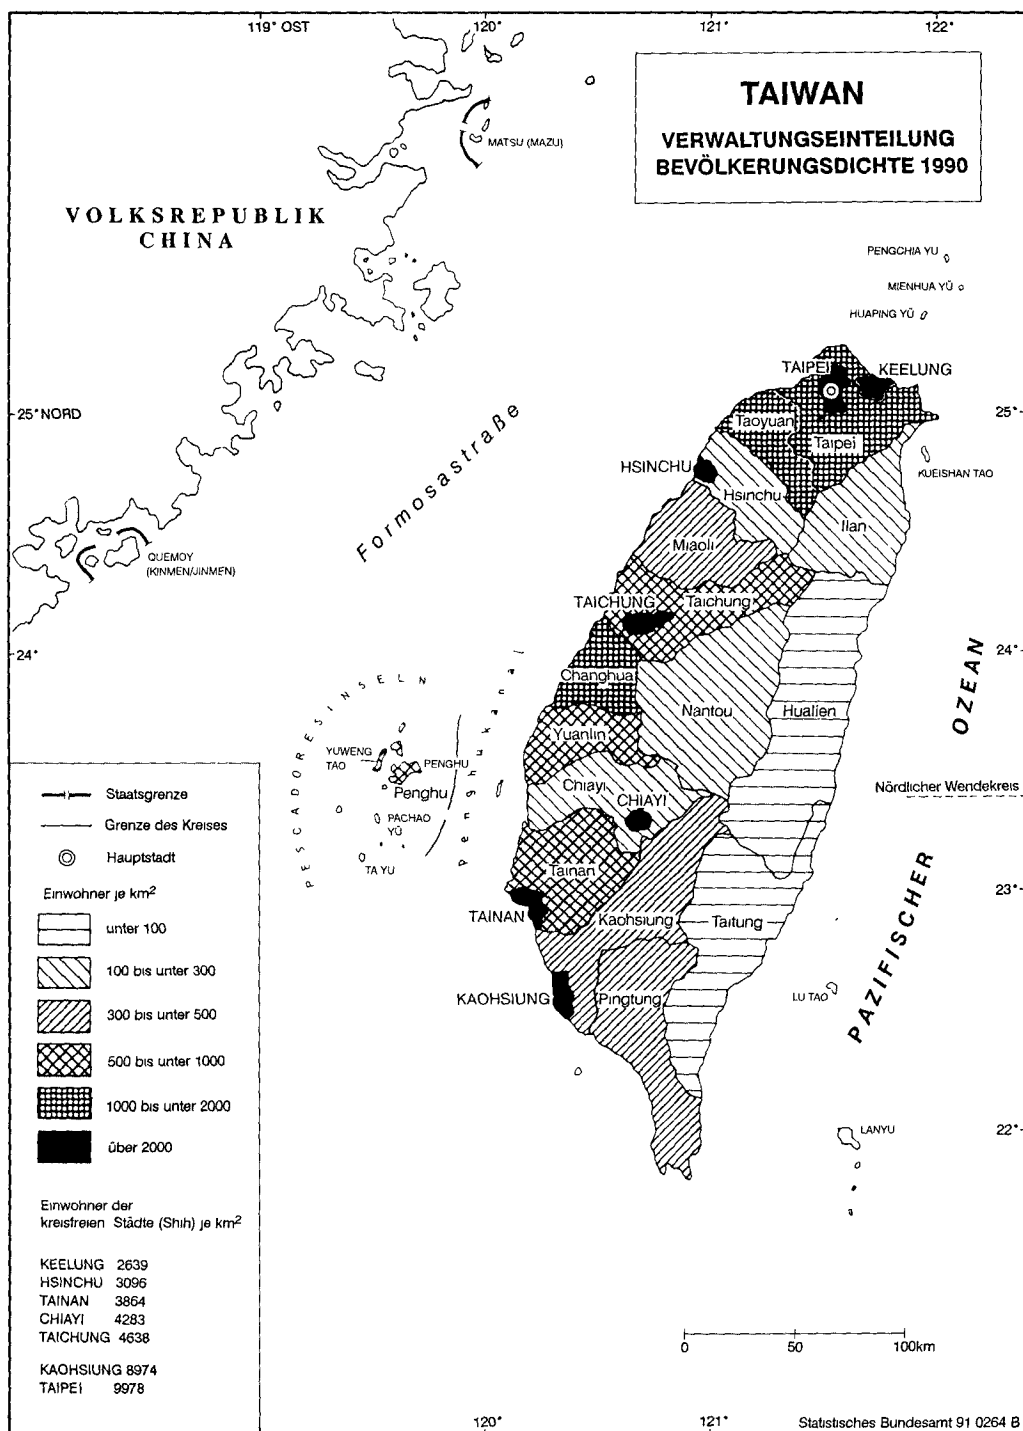 119° OST
120°
121°
122°
TAIWAN
VERWALTUNGSEINTEILUNG
BEVÖLKERUNGSDICHTE 1990
MATSU (MAZU)
VOLKSREPUBLIK
CHINA
PENGCHIA YU
MIENHUA YÜ
HUAPING YÜ
TAIPEI
KEELUNG
25° NORD
25°
Taoyuan
Taipei
Formosastraße
HSINCHU
KUEISHAN TAO
Hsinchu
Ilan
QUEMOY
(KINMEN/JINMEN)
Miaoli
TAICHUNG
Taichung
24°
24°
Changhua
PESCADORESINSELN
Penghukanal
Nantou
Hualien
OZEAN
Yuanlin
YUWENG
TAO
PENGHU
Penghu
Chiayi
CHIAYI
Nördlicher Wendekreis
PACHAO
YÜ
TA YU
Tainan
23°
PAZIFISCHER
TAINAN
Kaohsiung
Taitung
KAOHSIUNG
Pingtung
LU TAO
22°
LANYU
Staatsgrenze
Grenze des Kreises
Hauptstadt
Einwohner je km²
unter 100
100 bis unter 300
300 bis unter 500
500 bis unter 1000
1000 bis unter 2000
über 2000
Einwohner der
kreisfreien Städte (Shih) je km²
KEELUNG 2639
HSINCHU 3096
TAINAN 3864
CHIAYI 4283
TAICHUNG 4638
KAOHSIUNG 8974
TAIPEI 9978
0 50 100km
120°
121°
Statistisches Bundesamt 91 0264 B